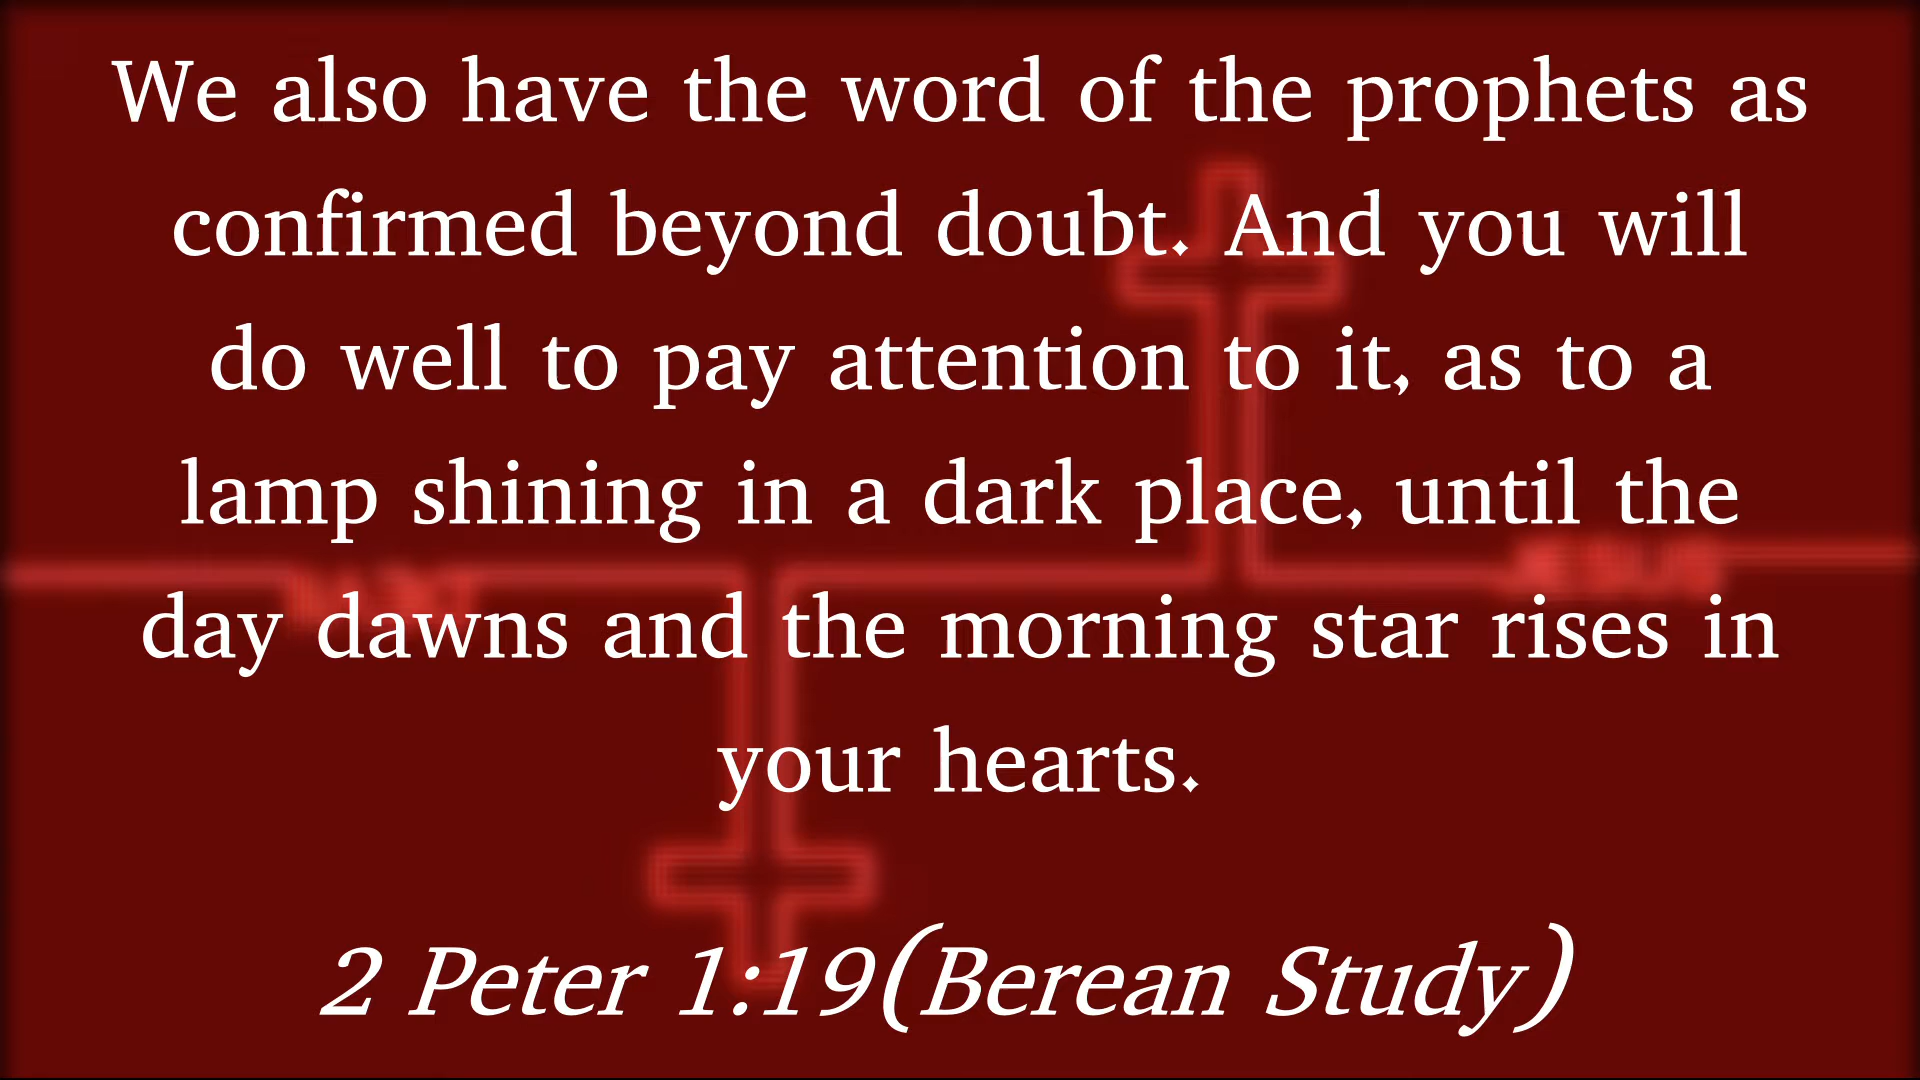 We also have the word of the prophets as
confirmed beyond doubt. And you will
do well to pay attention to it, as to a
lamp shining in a dark place, until the
day dawns and the morning star rises in
your hearts.
2 Peter 1:19(Berean Study)